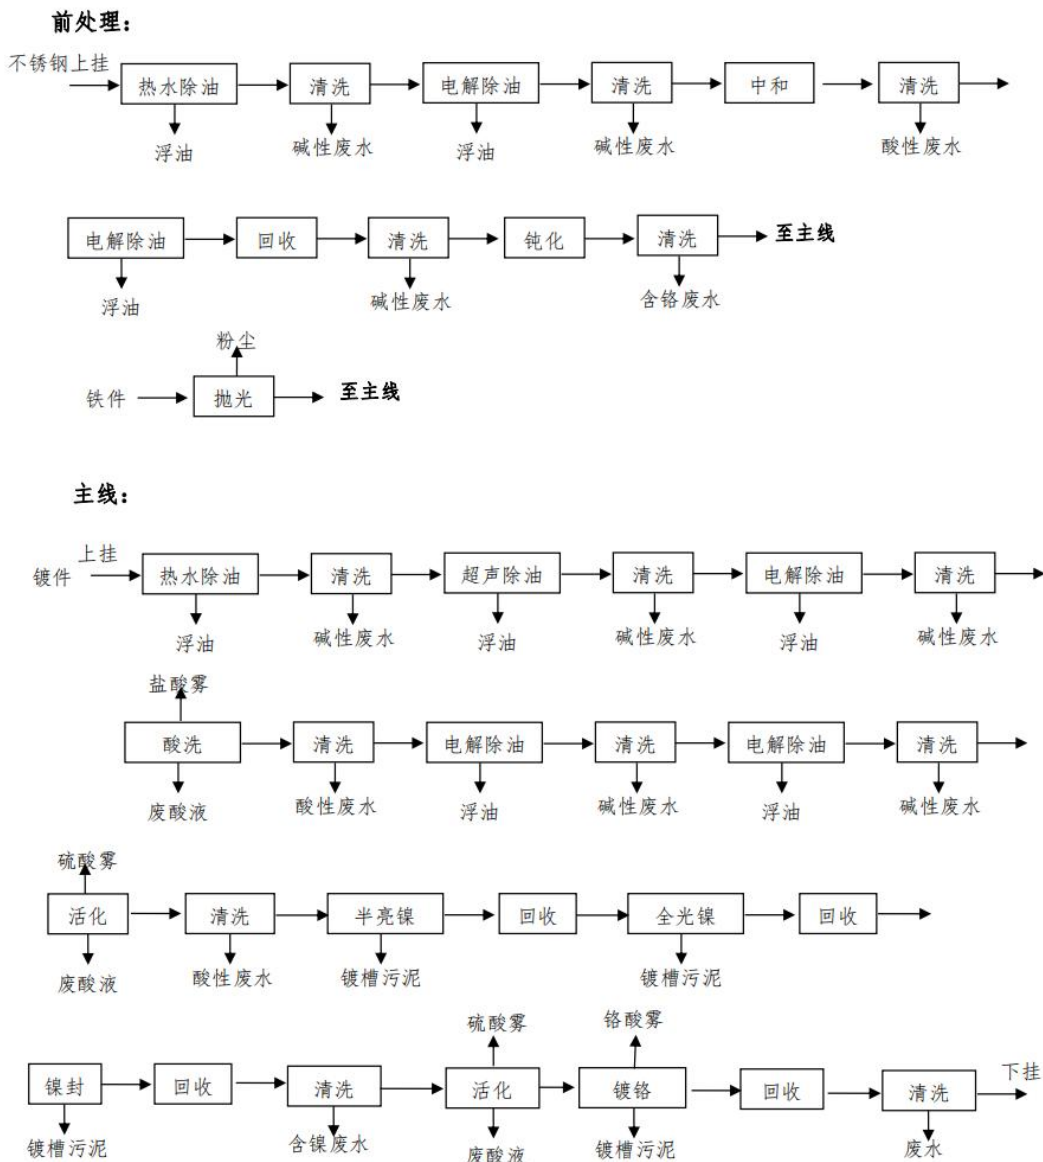 前处理：
不锈钢上挂
热水除油 清洗 电解除油 清洗 中和 清洗
浮油 碱性废水 浮油 碱性废水 酸性废水
电解除油 回收 清洗 钝化 清洗 至主线
浮油 碱性废水 含铬废水
粉尘
铁件 抛光 至主线
主线：
上挂
镀件 热水除油 清洗 超声除油 清洗 电解除油 清洗
浮油 碱性废水 浮油 碱性废水 浮油 碱性废水
盐酸雾
酸洗 清洗 电解除油 清洗 电解除油 清洗
废酸液 酸性废水 浮油 碱性废水 浮油 碱性废水
硫酸雾
活化 清洗 半亮镍 回收 全光镍 回收
废酸液 酸性废水 镀槽污泥 镀槽污泥
硫酸雾 铬酸雾
镍封 回收 清洗 活化 镀铬 回收 清洗 下挂
镀槽污泥 含镍废水 废酸液 镀槽污泥 废水